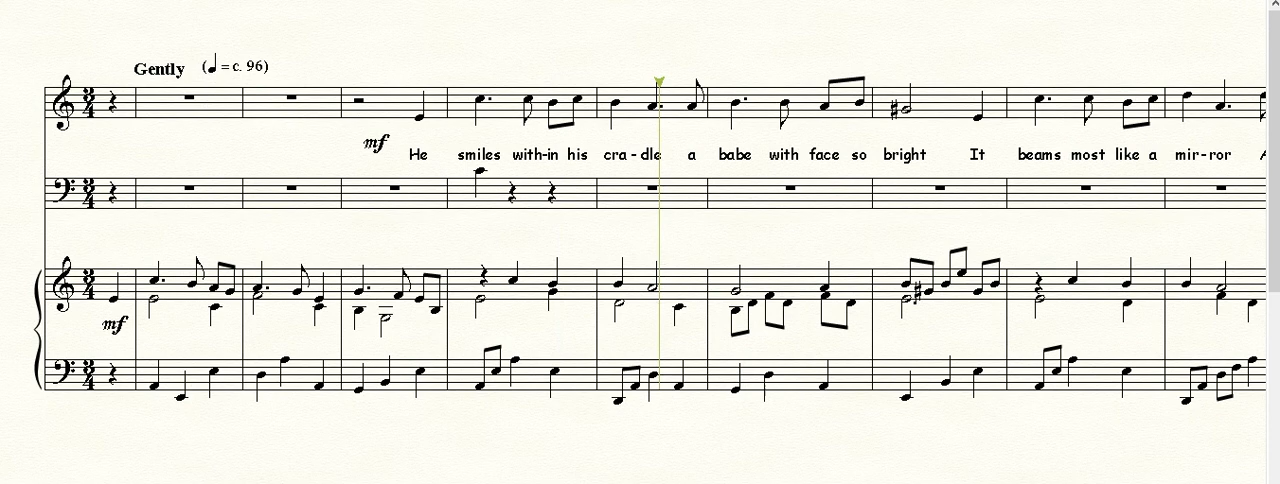 Gently (♩ = c. 96)
mf
He smiles with-in his cra-dle a babe with face so bright It beams most like a mir-ror
mf